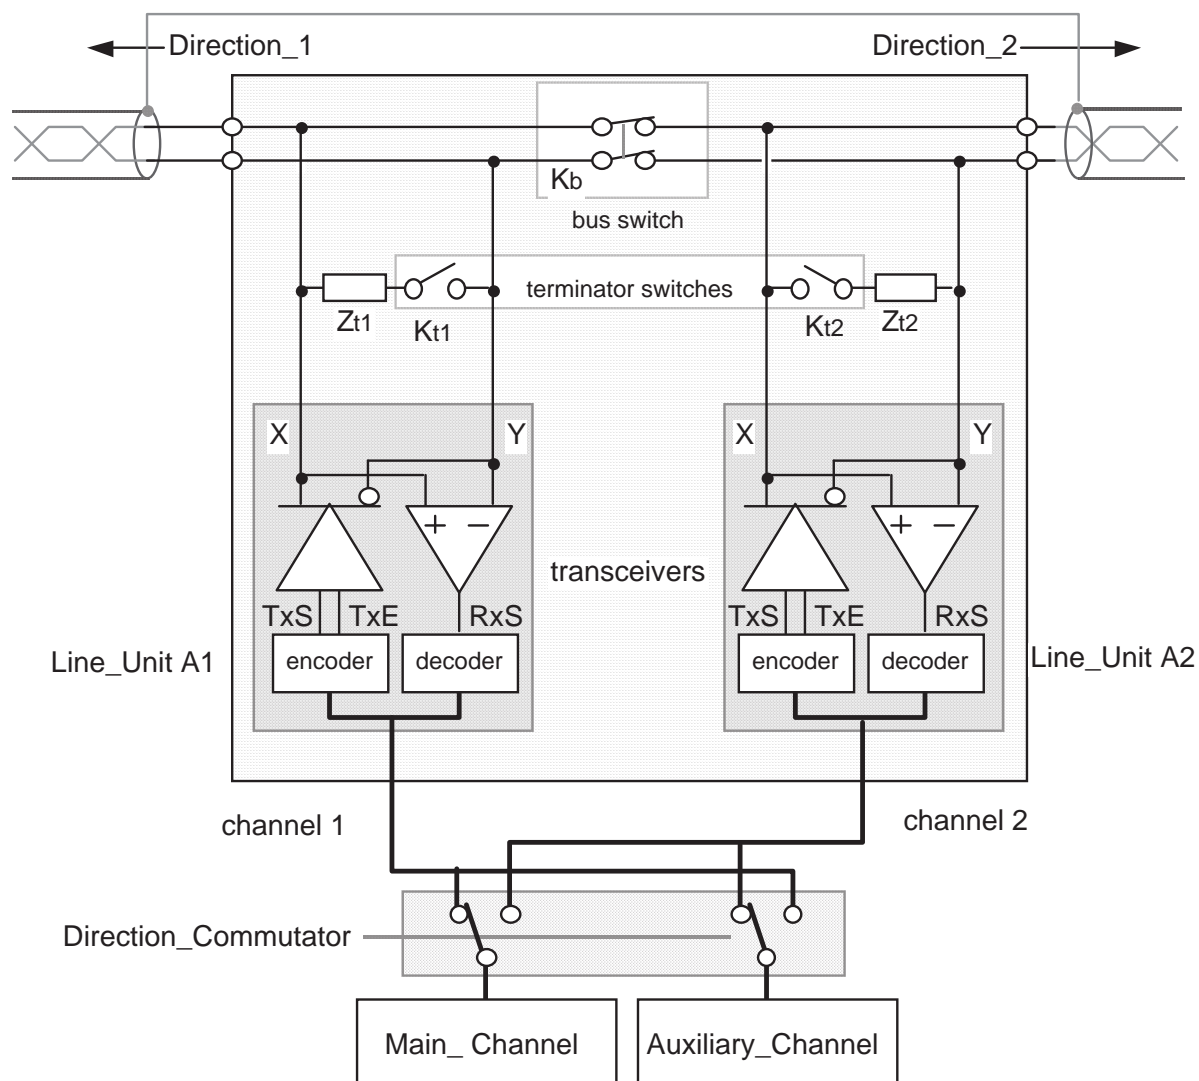 Direction_1 Direction_2
Kb
bus switch
terminator switches
Zt1 Kt1 Kt2 Zt2
X Y X Y
+ − + −
transceivers
TxS TxE RxS TxS TxE RxS
Line_Unit A1 encoder decoder encoder decoder Line_Unit A2
channel 1 channel 2
Direction_Commutator
Main_ Channel Auxiliary_Channel